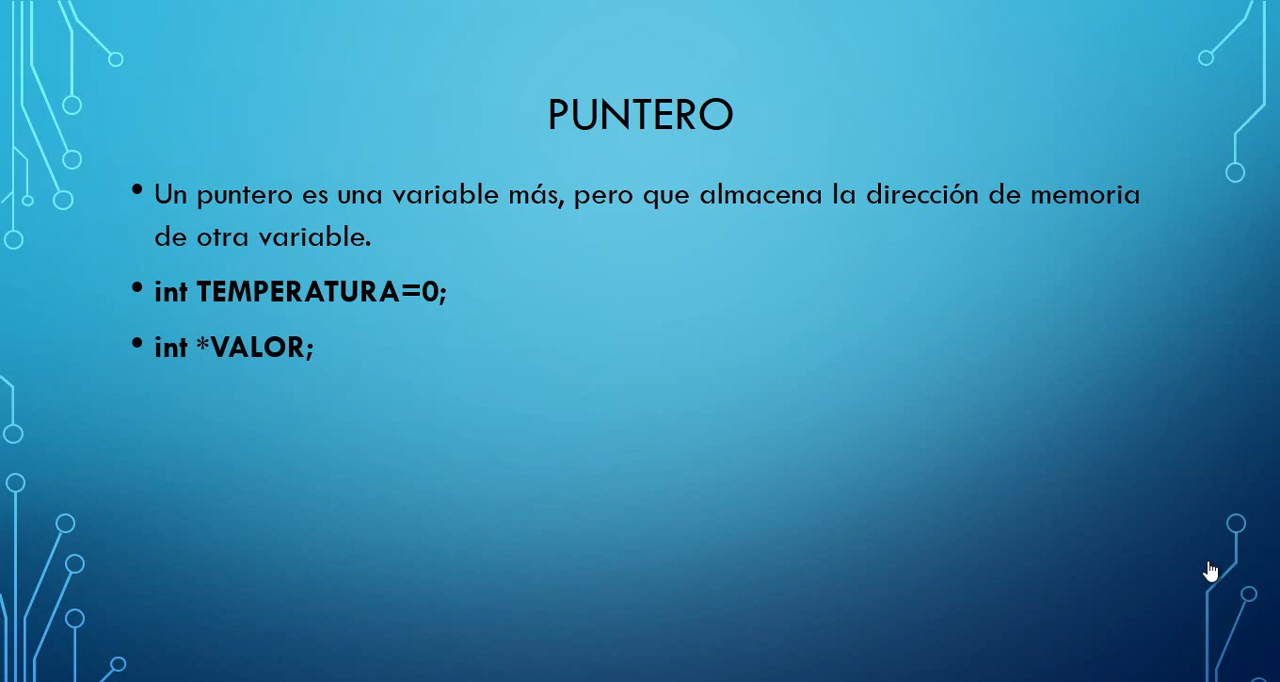 PUNTERO
• Un puntero es una variable más, pero que almacena la dirección de memoria
de otra variable.
• int TEMPERATURA=0;
• int *VALOR;